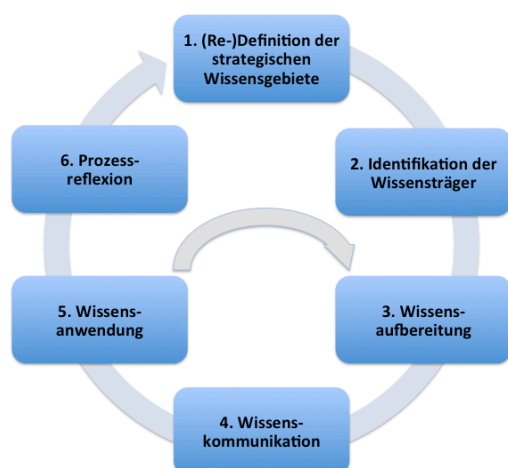 1. (Re-)Definition der
strategischen
Wissensgebiete
2. Identifikation der
Wissensträger
3. Wissens-
aufbereitung
4. Wissens-
kommunikation
5. Wissens-
anwendung
6. Prozess-
reflexion